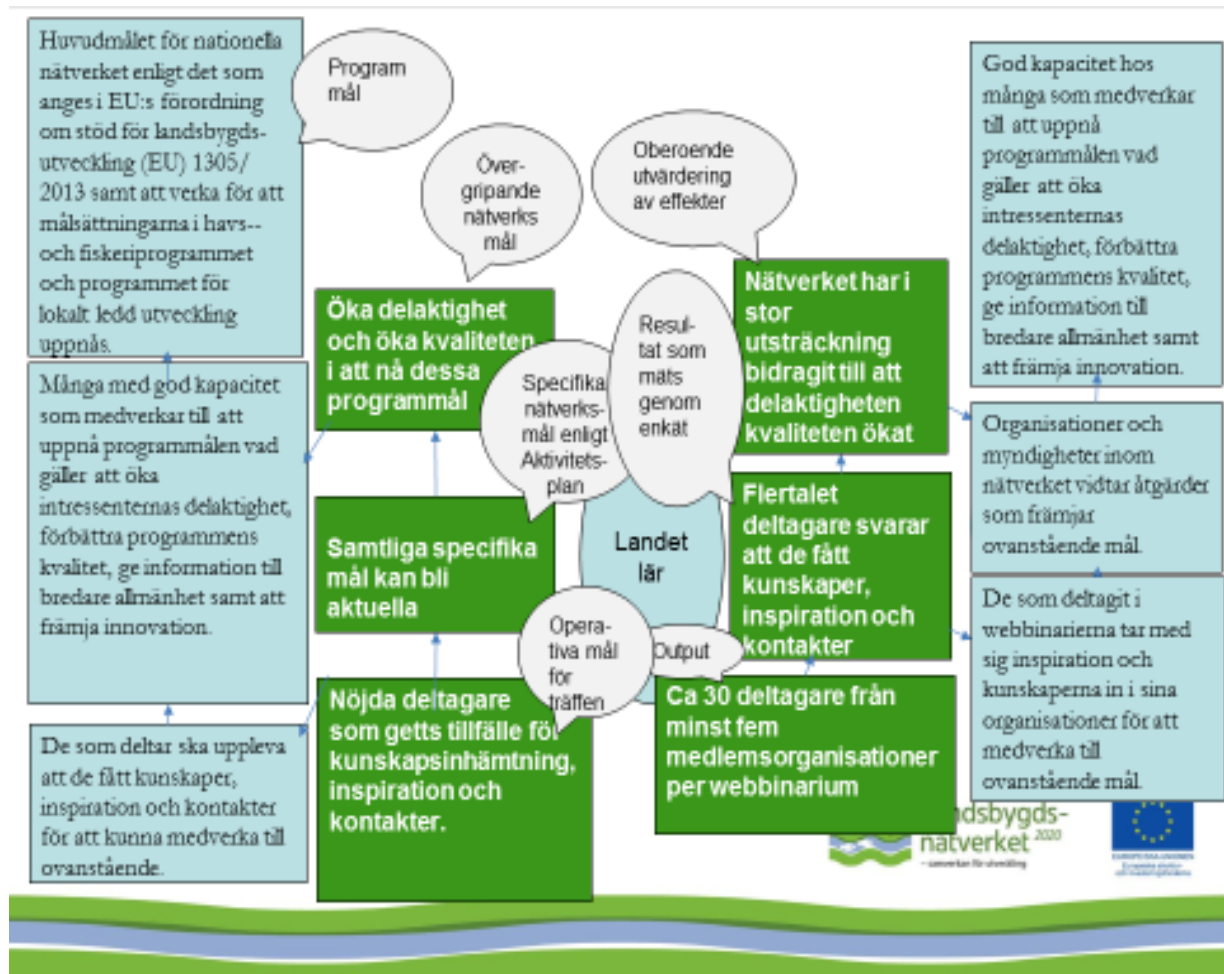 Huvudmålet för nationella
nätverket enligt det som
anges i EU:s förordning
om stöd för landsbygds-
utveckling (EU) 1305/
2013 samt att verka för att
målsättningarna i havs--
och fiskeriprogrammet
och programmet för
lokalt ledd utveckling
uppnås.
Många med god kapacitet
som medverkar till att
uppnå programmålen vad
gäller att öka
intressenternas delaktighet,
förbättra programmens
kvalitet, ge information till
bredare allmänhet samt att
främja innovation.
De som deltar ska uppleva
att de fått kunskaper,
inspiration och kontakter
för att kunna medverka till
ovanstående.
Program
mål
Över-
gripande
nätverks
mål
Öka delaktighet
och öka kvaliteten
i att nå dessa
programmål
Specifika
nätverks-
mål enligt
Aktivitets-
plan
Samtliga specifika
mål kan bli
aktuella
Opera-
tiva mål
för
träffen
Nöjda deltagare
som getts tillfälle för
kunskapsinhämtning,
inspiration och
kontakter.
Landet
lär
Oberoende
utvärdering
av effekter
Nätverket har i
stor
utsträckning
bidragit till att
delaktigheten
kvaliteten ökat
Resul-
tat som
mäts
genom
enkät
Flertalet
deltagare svarar
att de fått
kunskaper,
inspiration och
kontakter
Output
Ca 30 deltagare från
minst fem
medlemsorganisationer
per webbinarium
God kapacitet hos
många som medverkar
till att uppnå
programmålen vad
gäller att öka
intressenternas
delaktighet, förbättra
programmens kvalitet,
ge information till
bredare allmänhet samt
att främja innovation.
Organisationer och
myndigheter inom
nätverket vidtar åtgärder
som främjar
ovanstående mål.
De som deltagit i
webbinarierna tar med
sig inspiration och
kunskaperna in i sina
organisationer för att
medverka till
ovanstående mål.
ndsbygds-
nätverket 2020
– samverkan för utveckling
EUROPEISKA UNIONEN